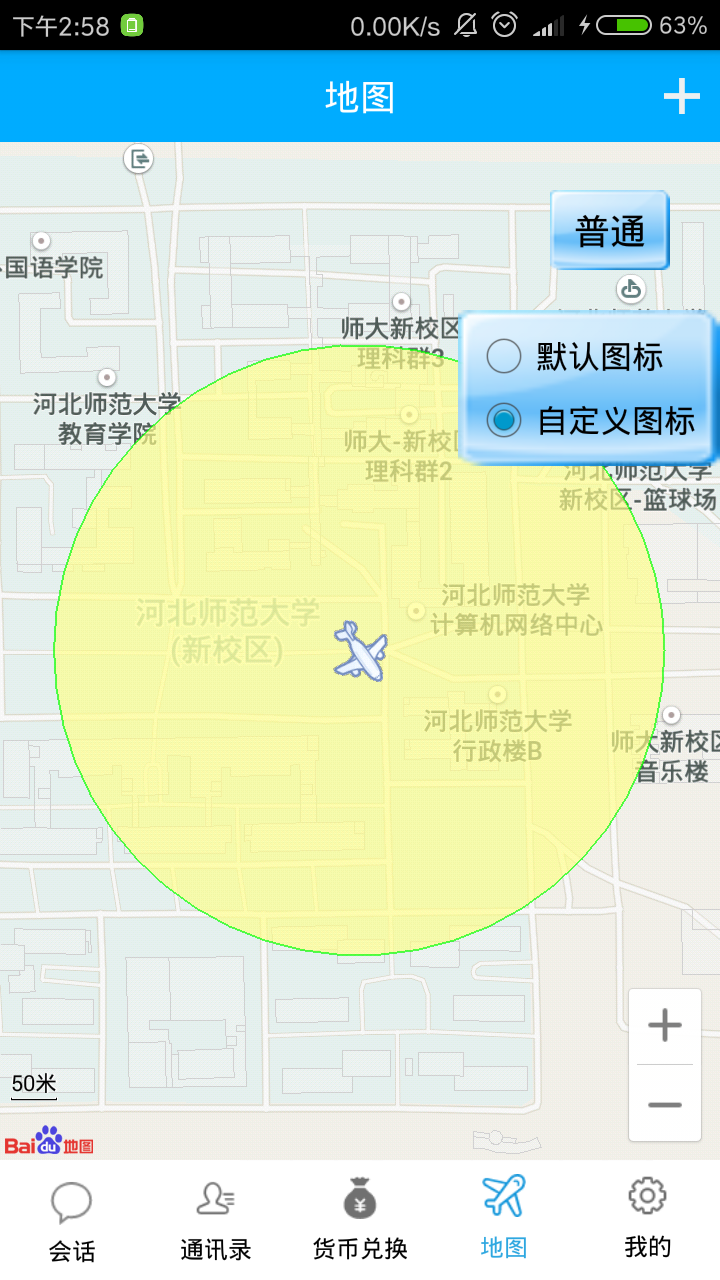 下午2:58
0.00K/s
63%
地图
普通
国语学院
师大新校区
理科群3
默认图标
自定义图标
河北师范大学
教育学院
师大-新校区
理科群2
河北师范大学
新校区-篮球场
河北师范大学
(新校区)
河北师范大学
计算机网络中心
河北师范大学
行政楼B
师大新校区
音乐楼
50米
Bai du 地图
会话
通讯录
¥
货币兑换
地图
我的